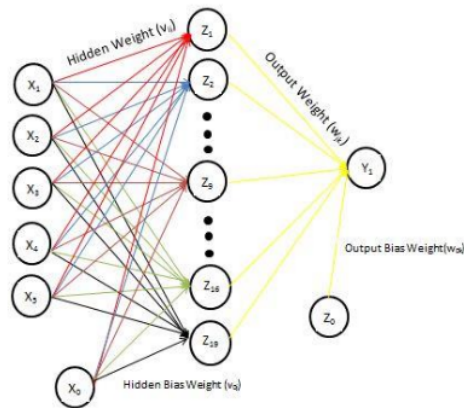 Hidden Weight (vij)
Z1
X1
Z2
Output Weight (wjk)
X2
X3
Z9
Y1
X4
Output Bias Weight(w0k)
X5
Z16
Z0
Z19
X0
Hidden Bias Weight (v0j)